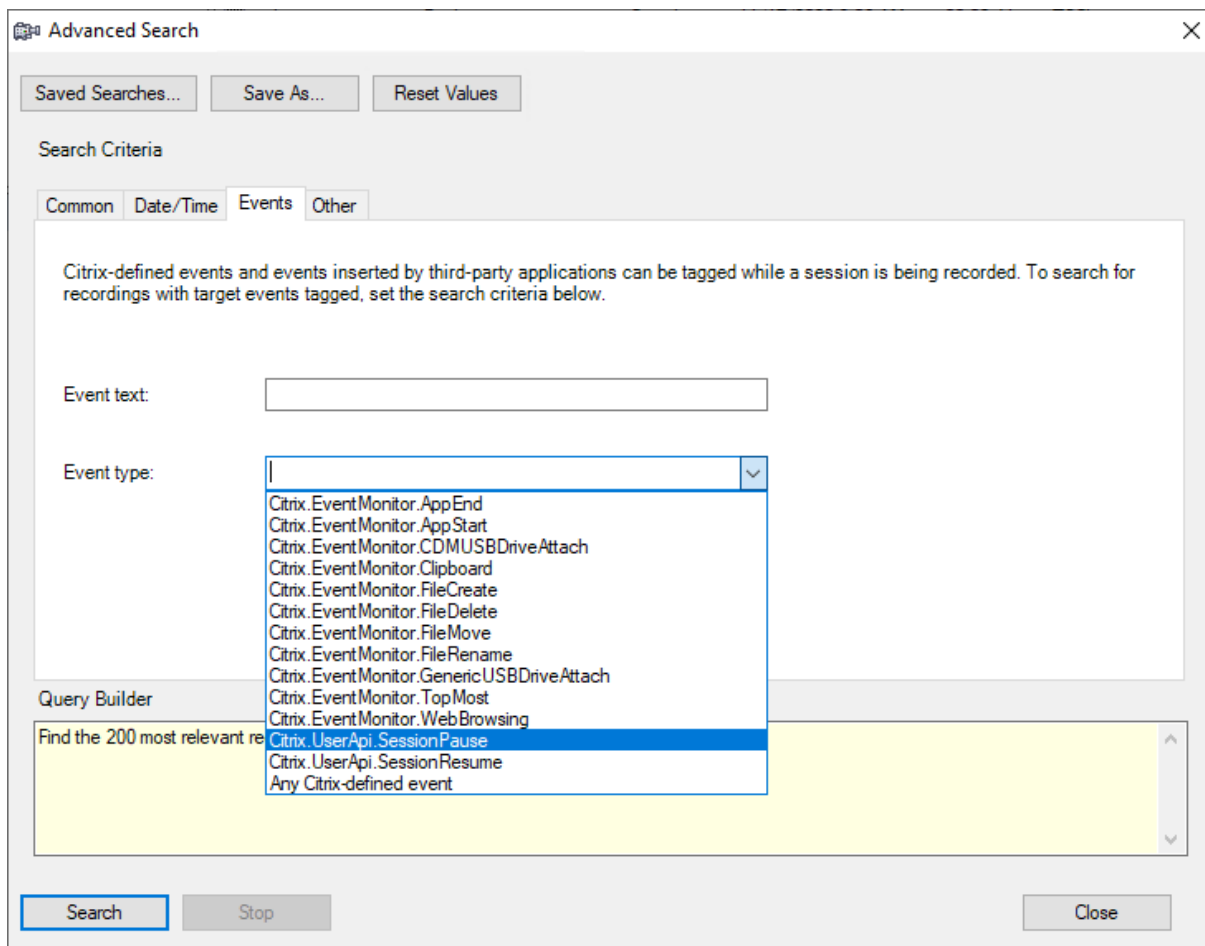 Advanced Search
Saved Searches... Save As... Reset Values
Search Criteria
Common Date/Time Events Other
Citrix-defined events and events inserted by third-party applications can be tagged while a session is being recorded. To search for
recordings with target events tagged, set the search criteria below.
Event text:
Event type:
Citrix.EventMonitor.AppEnd
Citrix.EventMonitor.AppStart
Citrix.EventMonitor.CDMUSBDriveAttach
Citrix.EventMonitor.Clipboard
Citrix.EventMonitor.FileCreate
Citrix.EventMonitor.FileDelete
Citrix.EventMonitor.FileMove
Citrix.EventMonitor.FileRename
Citrix.EventMonitor.GenericUSBDriveAttach
Citrix.EventMonitor.TopMost
Citrix.EventMonitor.WebBrowsing
Citrix.UserApi.SessionPause
Citrix.UserApi.SessionResume
Any Citrix-defined event
Query Builder
Find the 200 most relevant re
Search Stop Close